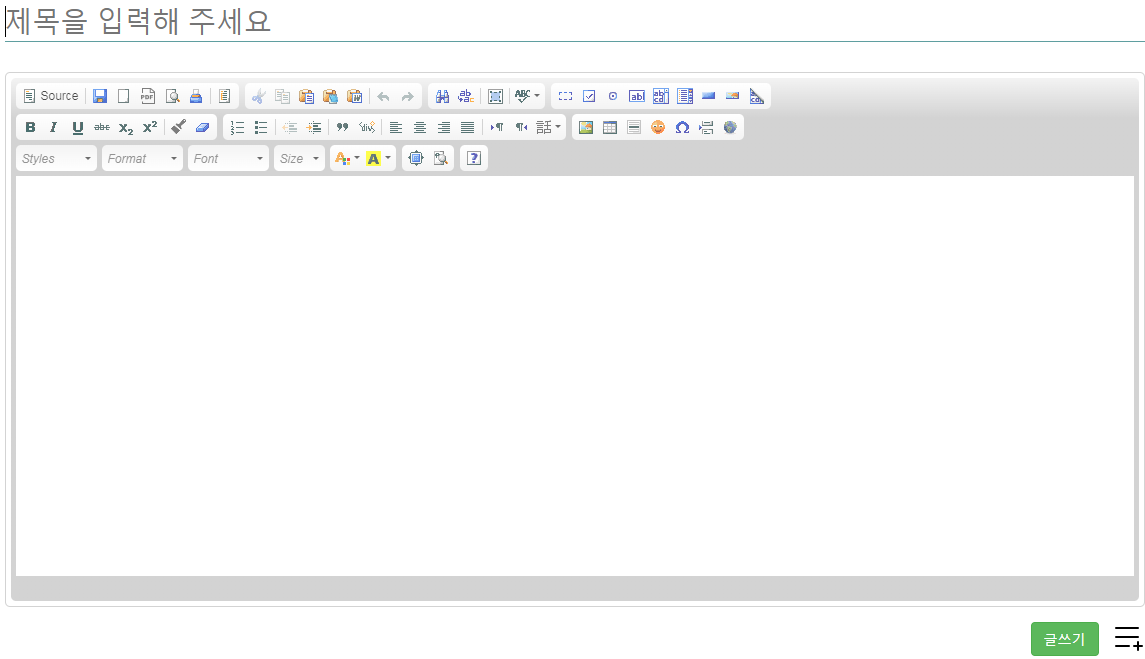 제목을 입력해 주세요
Source
B I U abc X₂ X²
Styles Format Font Size A A ?
글쓰기